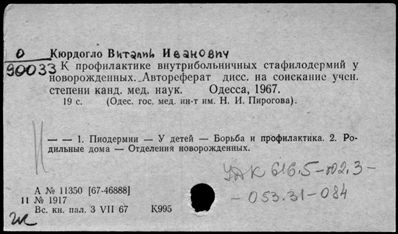 О Кюрдогло Виталий Иванович
90033 К профилактике внутрибольничных стафилодермий у
новорожденных. Автореферат дисс. на соискание учен.
степени канд. мед. наук. Одесса, 1967.
19 с. (Одес. гос. мед. ин-т им. Н. И. Пирогова).
— — 1. Пиодермии — У детей — Борьба и профилактика. 2. Ро-
дильные дома — Отделения новорожденных.
УДК 616.5-022.3-
-053.31-084
А № 11350 [67-46888]
11 № 1917
Вс. кн. пал. 3 VII 67 К995